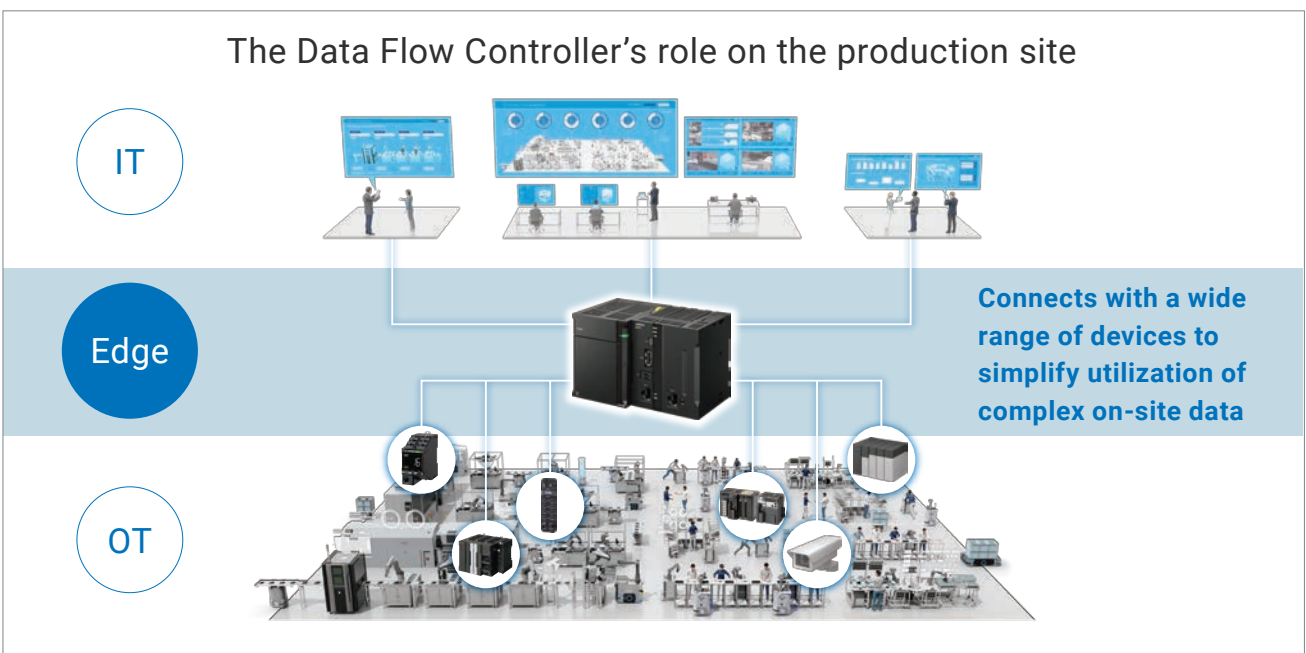 The Data Flow Controller’s role on the production site
IT
Edge
Connects with a wide
range of devices to
simplify utilization of
complex on-site data
OT